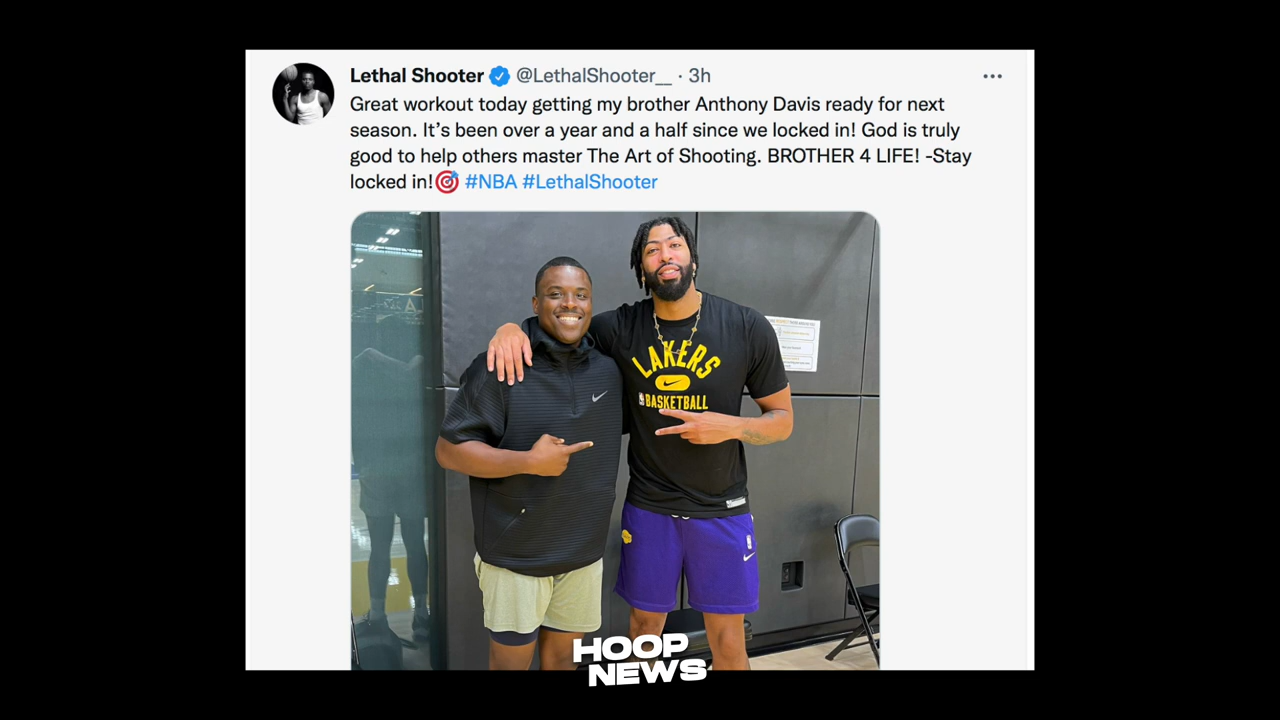 Lethal Shooter @LethalShooter__ · 3h
Great workout today getting my brother Anthony Davis ready for next
season. It’s been over a year and a half since we locked in! God is truly
good to help others master The Art of Shooting. BROTHER 4 LIFE! -Stay
locked in!🎯 #NBA #LethalShooter
LAKERS
BASKETBALL
HOOP
NEWS